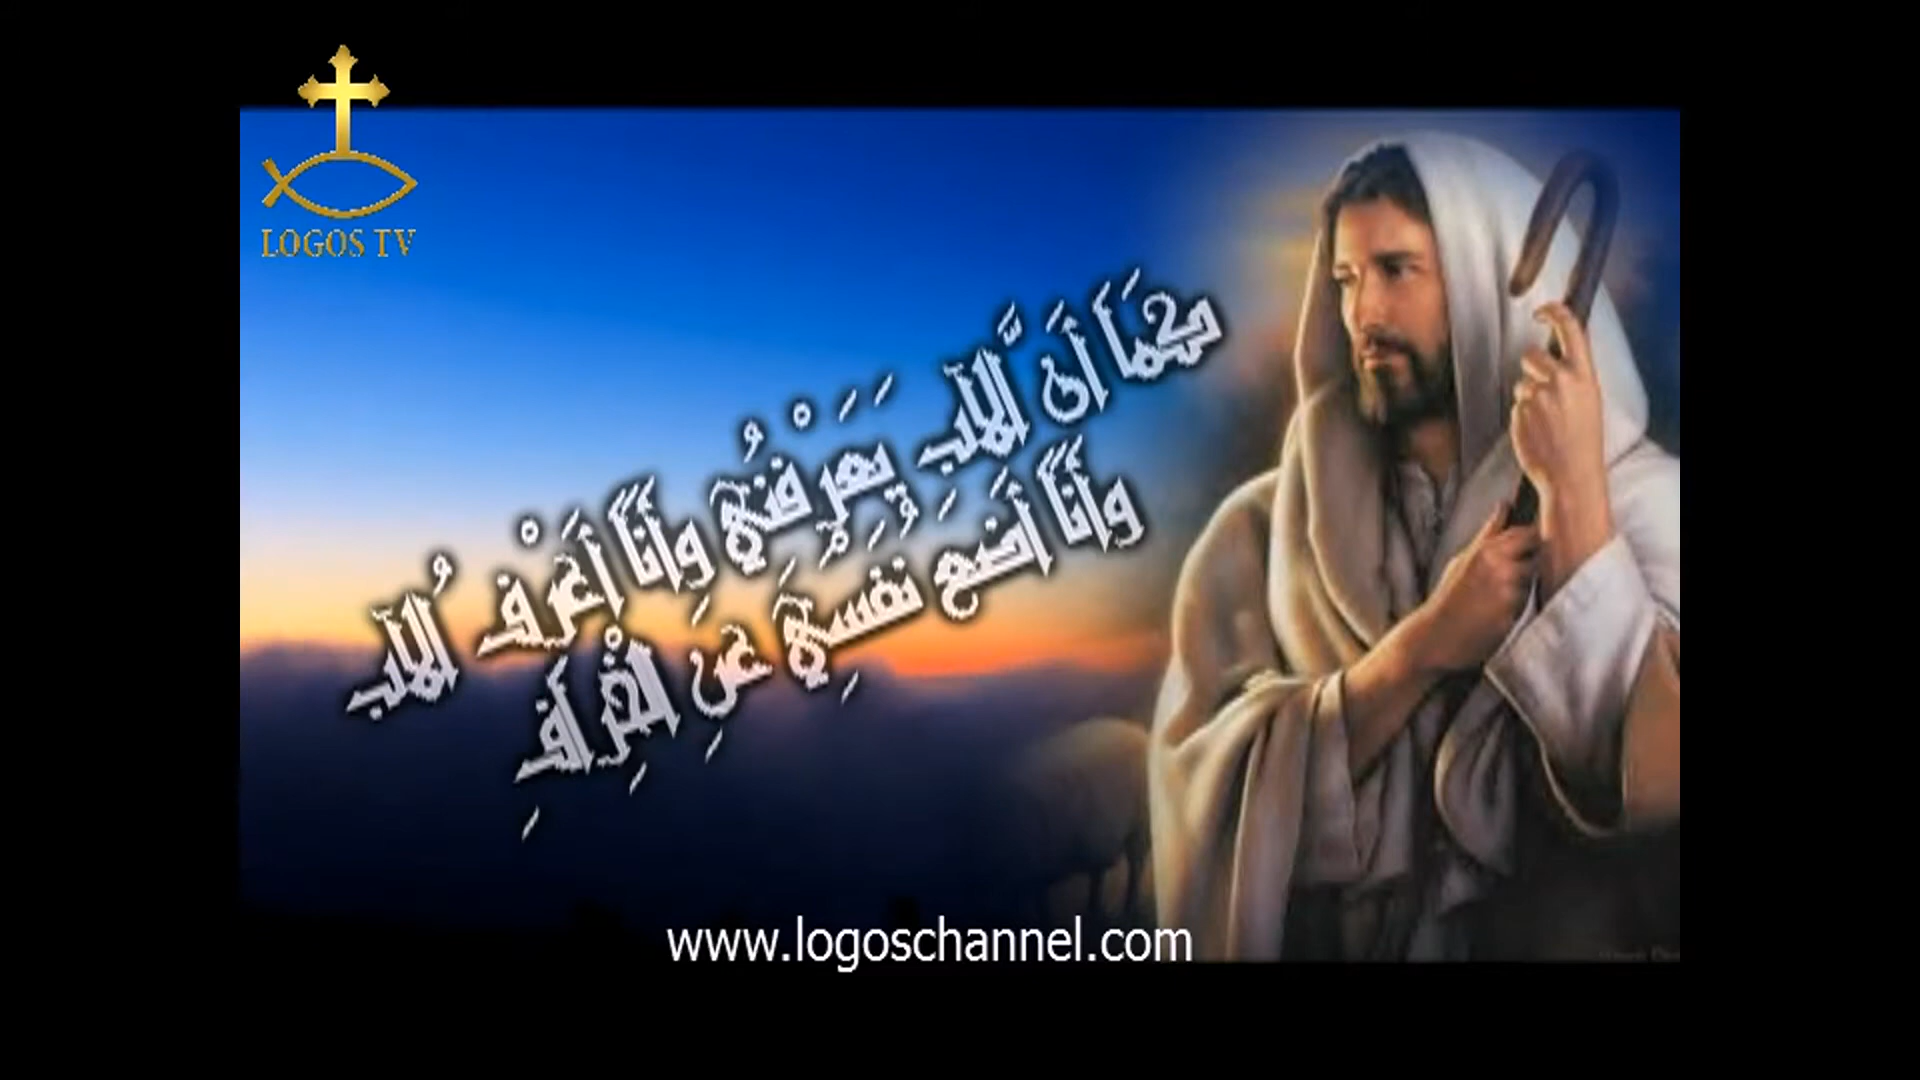 LOGOS TV
كَمَا أَنَّ الآبَ يَعْرِفُنِي وَأَنَا أَعْرِفُ الآبَ
وَأَنَا أَضَعُ نَفْسِي عَنِ الْخِرَافِ
www.logoschannel.com